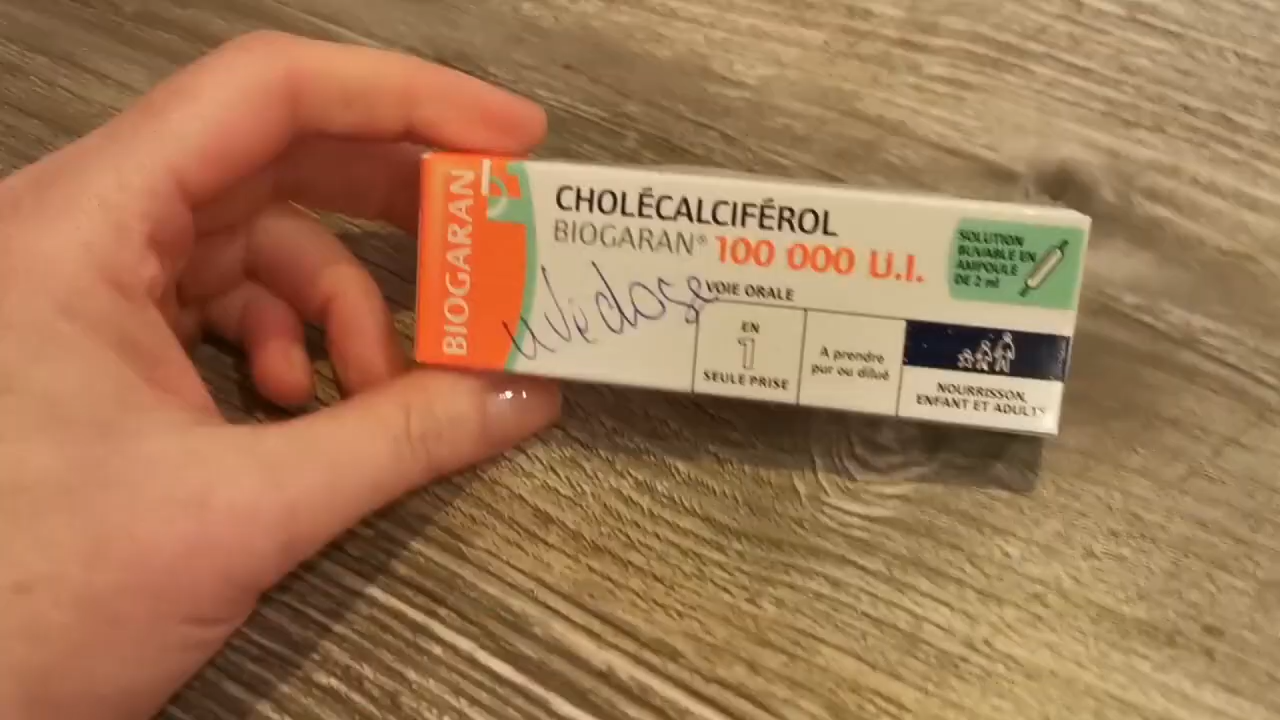 BIOGARAN
CHOLÉCALCIFÉROL
BIOGARAN® 100 000 U.I.
SOLUTION
BUVABLE EN
AMPOULE
DE 2 ml
uvedose
VOIE ORALE
EN
1
SEULE PRISE
À prendre
pur ou dilué
NOURRISSON,
ENFANT ET ADULTE